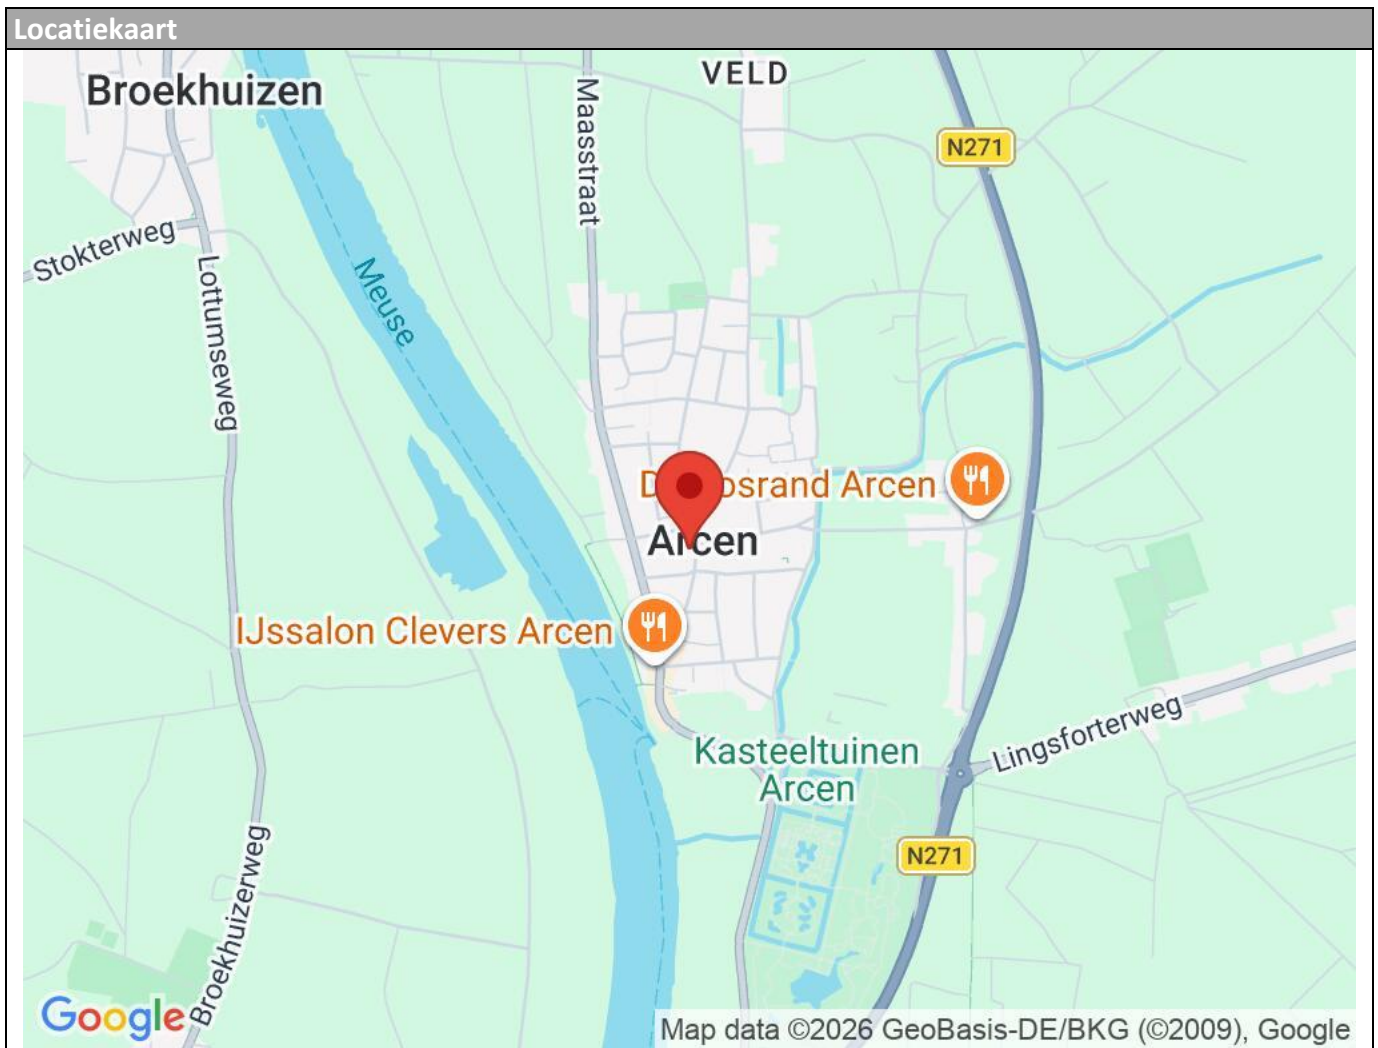 Locatiekaart
Broekhuizen
VELD
N271
Maasstraat
Stokterweg
Lottumseweg
Meuse
Arcen
Arcen
IJssalon Clevers Arcen
Kasteeltuinen
Arcen
Lingsforterweg
N271
Broekhuizerweg
Google
Map data ©2026 GeoBasis-DE/BKG (©2009), Google